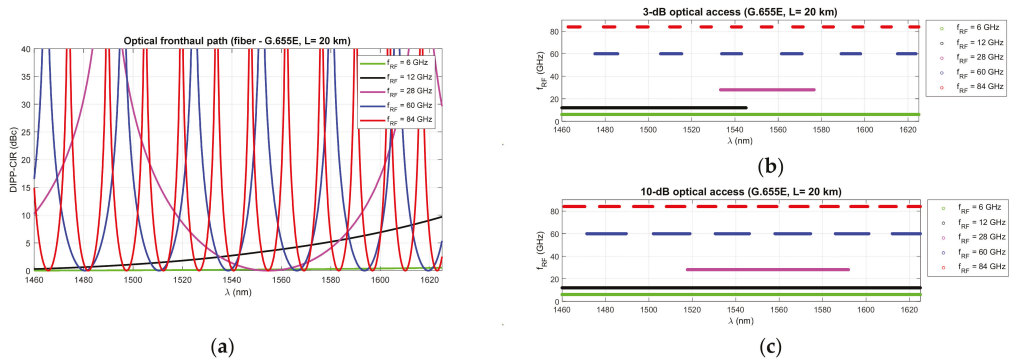 Optical fronthaul path (fiber - G.655E, L= 20 km)
DIPP-CIR (dBc)
40
35
30
25
20
15
10
5
0
1460 1480 1500 1520 1540 1560 1580 1600 1620
λ (nm)
f_RF = 6 GHz
f_RF = 12 GHz
f_RF = 28 GHz
f_RF = 60 GHz
f_RF = 84 GHz
(a)
3-dB optical access (G.655E, L= 20 km)
f_RF (GHz)
80
60
40
20
0
1460 1480 1500 1520 1540 1560 1580 1600 1620
λ (nm)
f_RF = 6 GHz
f_RF = 12 GHz
f_RF = 28 GHz
f_RF = 60 GHz
f_RF = 84 GHz
(b)
10-dB optical access (G.655E, L= 20 km)
f_RF (GHz)
80
60
40
20
0
1460 1480 1500 1520 1540 1560 1580 1600 1620
λ (nm)
f_RF = 6 GHz
f_RF = 12 GHz
f_RF = 28 GHz
f_RF = 60 GHz
f_RF = 84 GHz
(c)